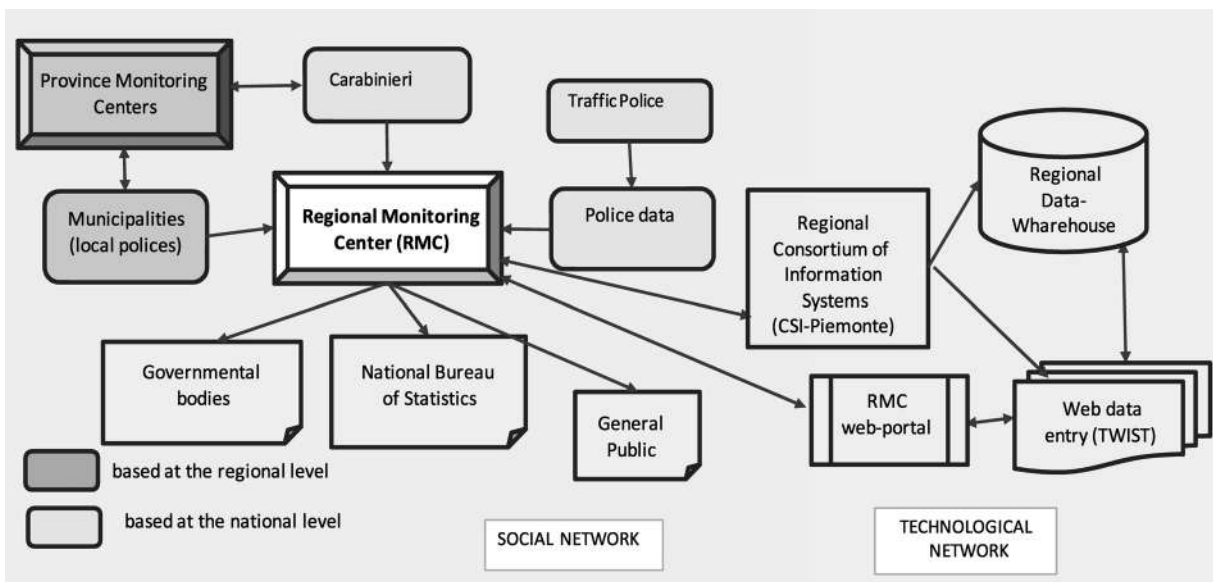 Province Monitoring
Centers
Carabinieri
Traffic Police
Municipalities
(local polices)
Regional Monitoring
Center (RMC)
Police data
Regional
Consortium of
Information
Systems
(CSI-Piemonte)
Regional
Data-
Wharehouse
Governmental
bodies
National Bureau
of Statistics
General
Public
RMC
web-portal
Web data
entry (TWIST)
based at the regional level
based at the national level
SOCIAL NETWORK
TECHNOLOGICAL
NETWORK